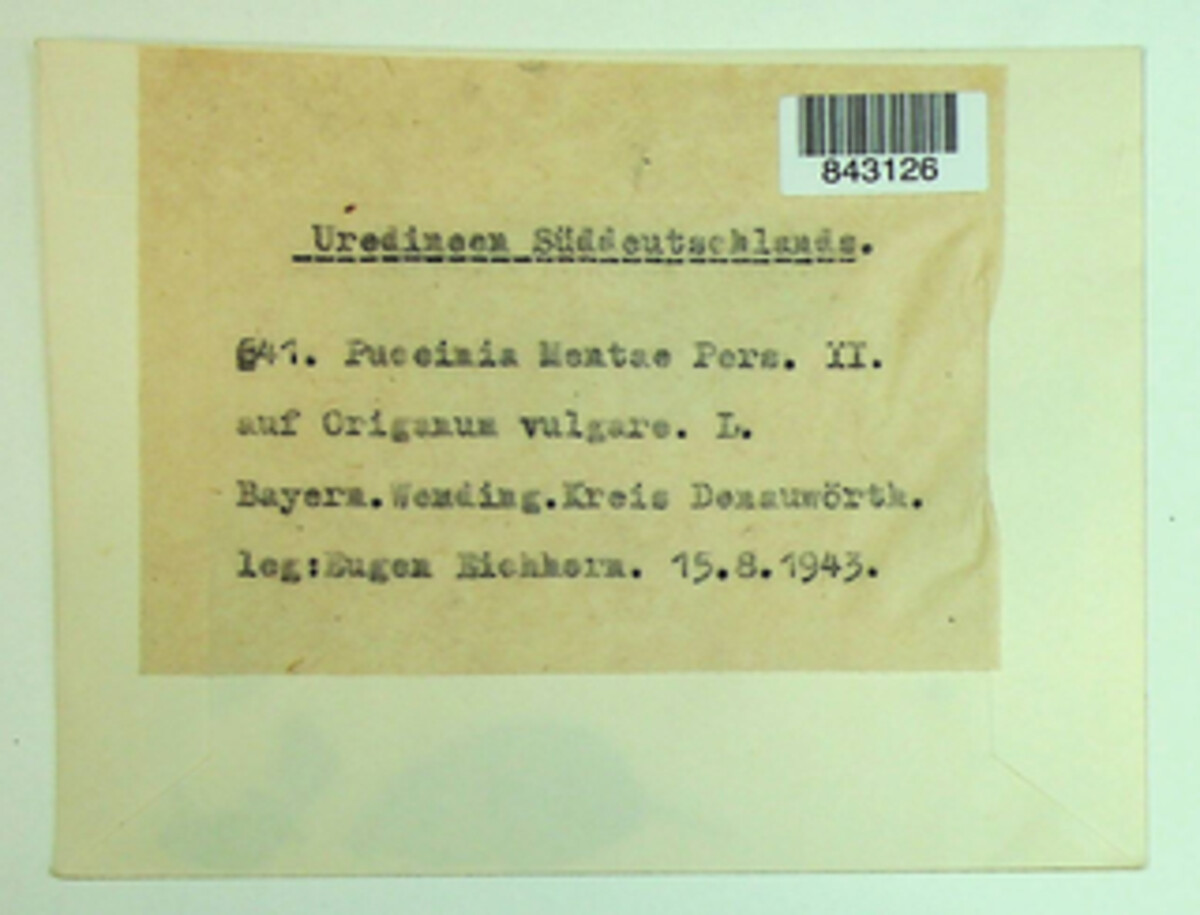 843126
Uredineen Süddeutschlands.
641. Puccinia Mentae Pers. II.
auf Origanum vulgare. L.
Bayern.Wemding.Kreis Donauwörth.
leg:Eugen Eichhorn. 15.8.1943.